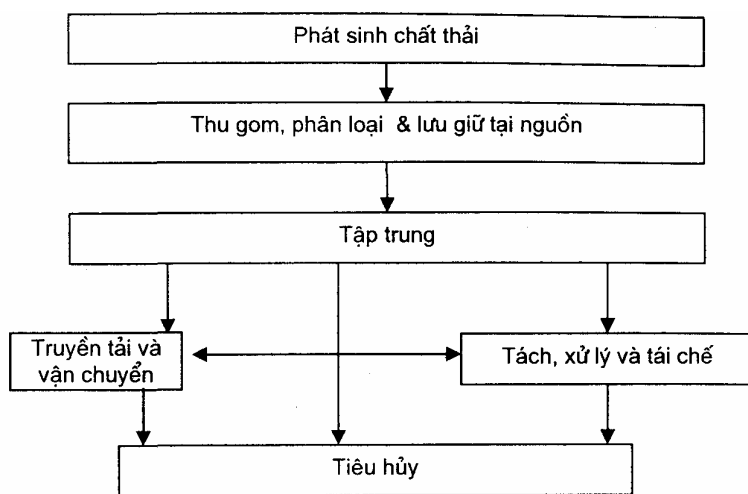 Phát sinh chất thải
Thu gom, phân loại & lưu giữ tại nguồn
Tập trung
Truyền tải và
vận chuyển
Tách, xử lý và tái chế
Tiêu hủy